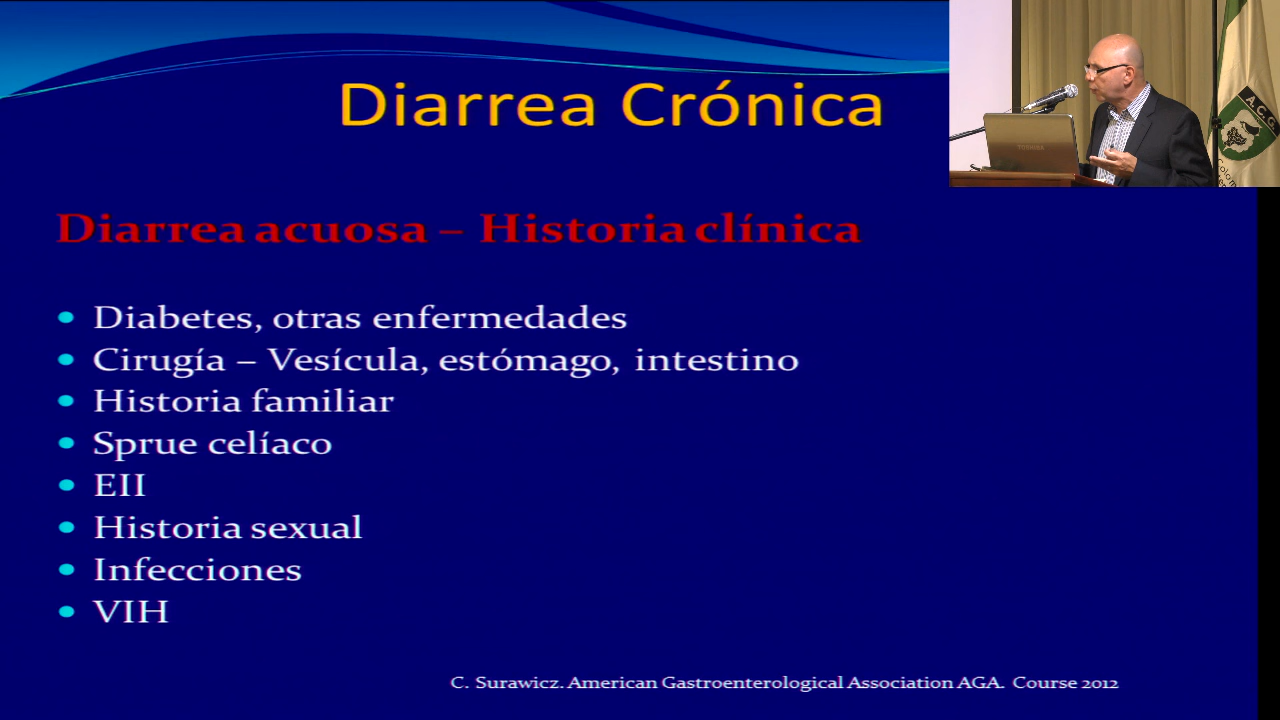 Diarrea Crónica
Diarrea acuosa – Historia clínica
• Diabetes, otras enfermedades
• Cirugía – Vesícula, estómago, intestino
• Historia familiar
• Sprue celíaco
• EII
• Historia sexual
• Infecciones
• VIH
C. Surawicz. American Gastroenterological Association AGA. Course 2012
TOSHIBA
A.C.G.